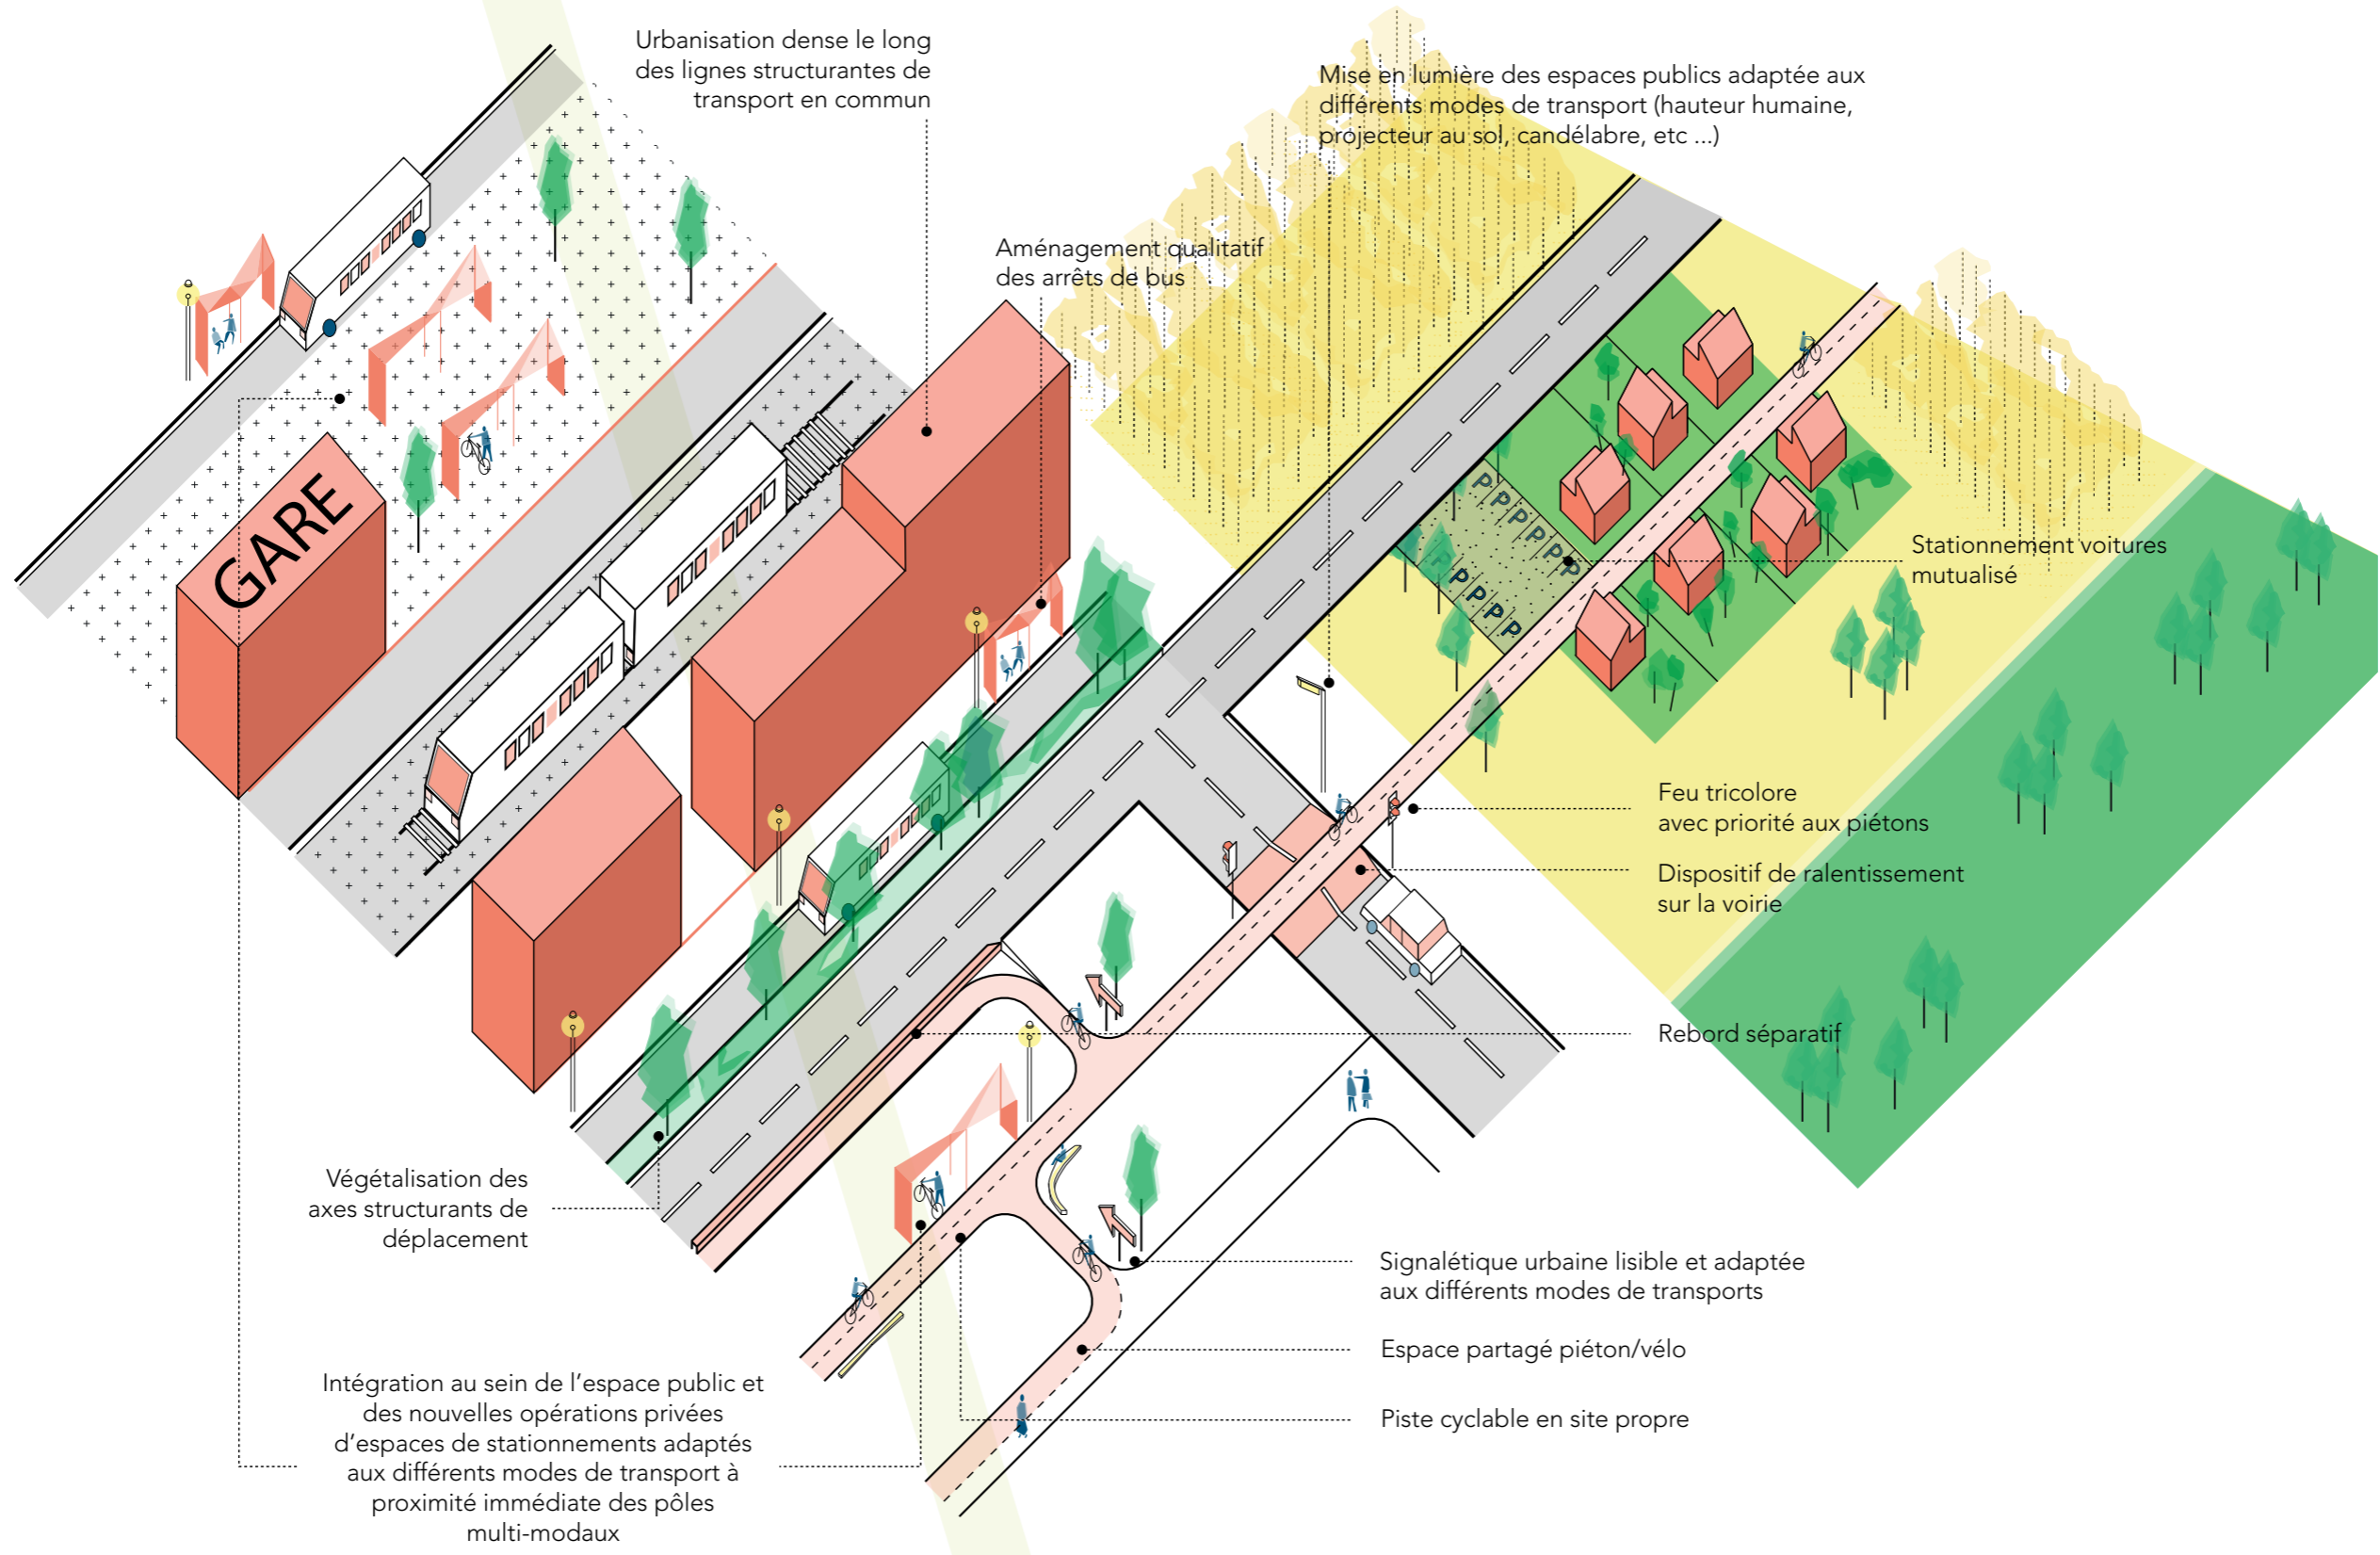 Urbanisation dense le long
des lignes structurantes de
transport en commun
Mise en lumière des espaces publics adaptée aux
différents modes de transport (hauteur humaine,
projecteur au sol, candélabre, etc ...)
Aménagement qualitatif
des arrêts de bus
GARE
P P P P P P P
P P P P P
Stationnement voitures
mutualisé
Feu tricolore
avec priorité aux piétons
Dispositif de ralentissement
sur la voirie
Rebord séparatif
Végétalisation des
axes structurants de
déplacement
Signalétique urbaine lisible et adaptée
aux différents modes de transports
Espace partagé piéton/vélo
Piste cyclable en site propre
Intégration au sein de l’espace public et
des nouvelles opérations privées
d’espaces de stationnements adaptés
aux différents modes de transport à
proximité immédiate des pôles
multi-modaux